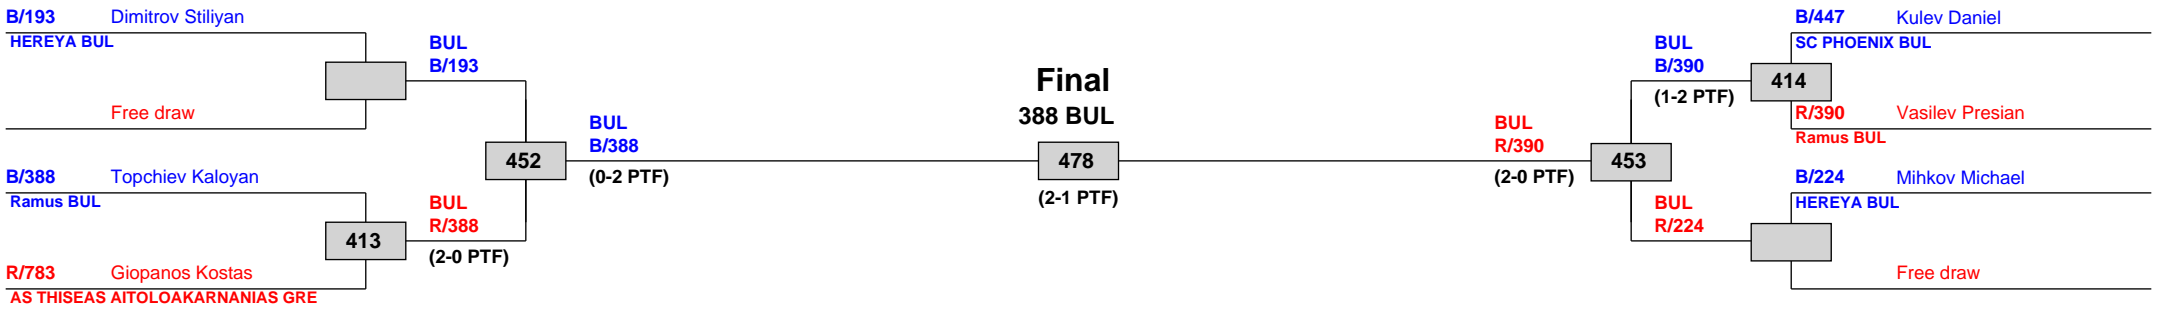 B/193 Dimitrov Stiliyan
HEREYA BUL
Free draw
BUL
B/193
B/388 Topchiev Kaloyan
Ramus BUL
413
R/783 Giopanos Kostas
AS THISEAS AITOLOAKARNANIAS GRE
BUL
R/388
(2-0 PTF)
452
BUL
B/388
(0-2 PTF)
Final
388 BUL
478
(2-1 PTF)
BUL
R/390
(2-0 PTF)
453
BUL
B/390
(1-2 PTF)
414
B/447 Kulev Daniel
SC PHOENIX BUL
R/390 Vasilev Presian
Ramus BUL
BUL
R/224
B/224 Mihkov Michael
HEREYA BUL
Free draw